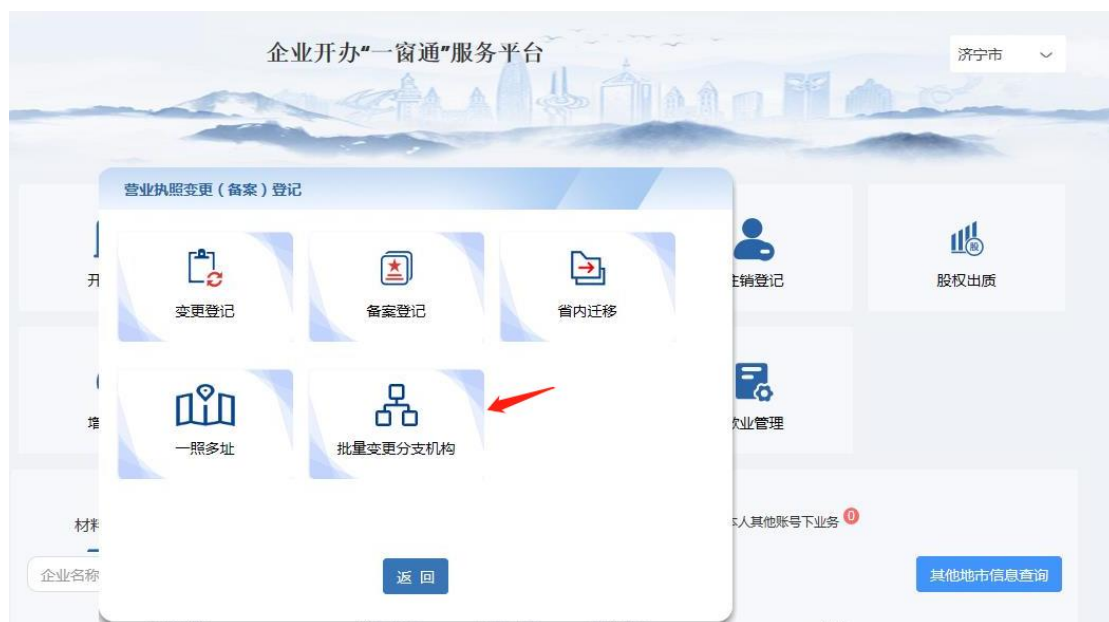 企业开办“一窗通”服务平台
济宁市
营业执照变更（备案）登记
变更登记
备案登记
省内迁移
销登记
股权出质
开
一照多址
批量变更分支机构
业管理
增
材料
本人其他账号下业务 0
企业名称
返 回
其他地市信息查询